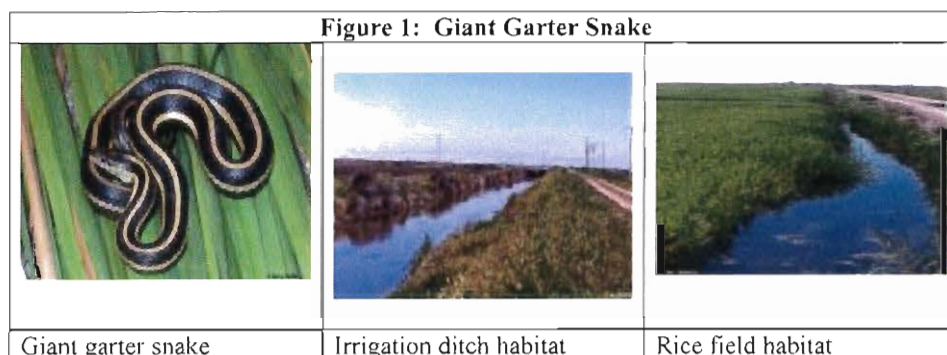 Figure 1: Giant Garter Snake
Giant garter snake
Irrigation ditch habitat
Rice field habitat